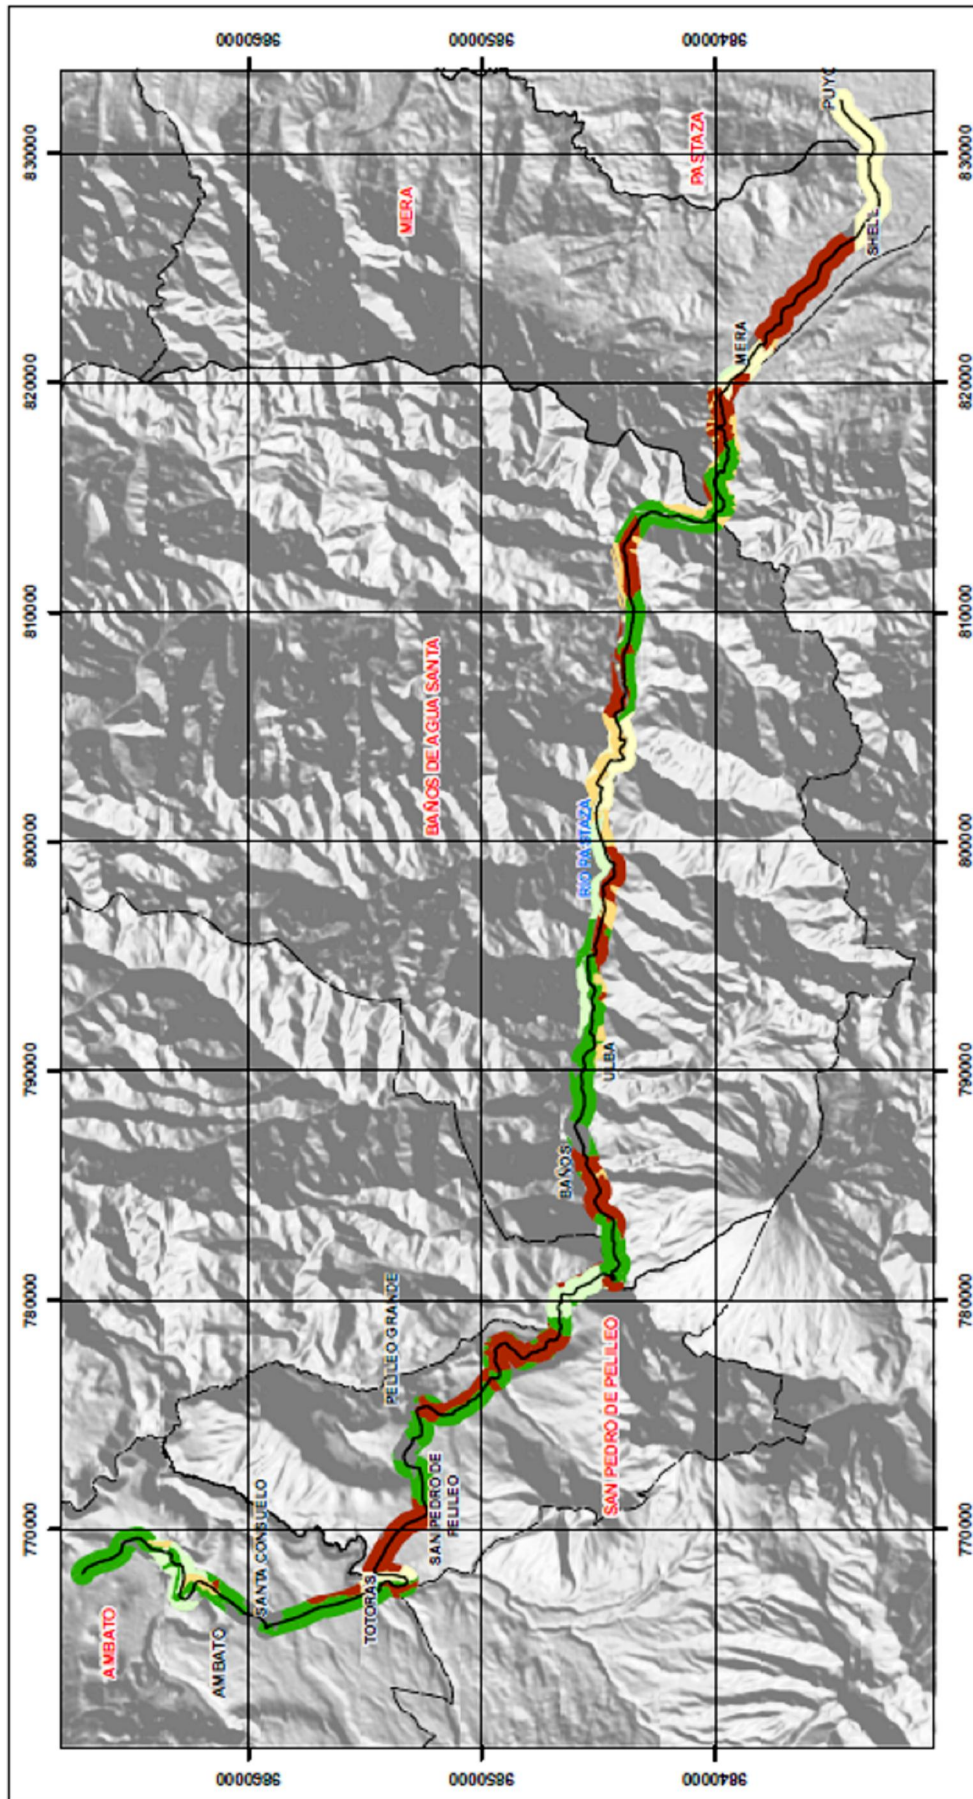 9860000
9850000
9840000
830000
830000
PUYO
PASTAZA
MERA
SHELL
MERA
820000
820000
810000
810000
BAÑOS DE AGUA SANTA
RIO PASTAZA
800000
800000
790000
790000
ULBA
BAÑOS
780000
780000
PELILEO GRANDE
SAN PEDRO DE PELILEO
SAN PEDRO DE
PELILEO
770000
770000
SANTA CONSUELO
TOTORAS
AMBATO
AMBATO
9860000
9850000
9840000